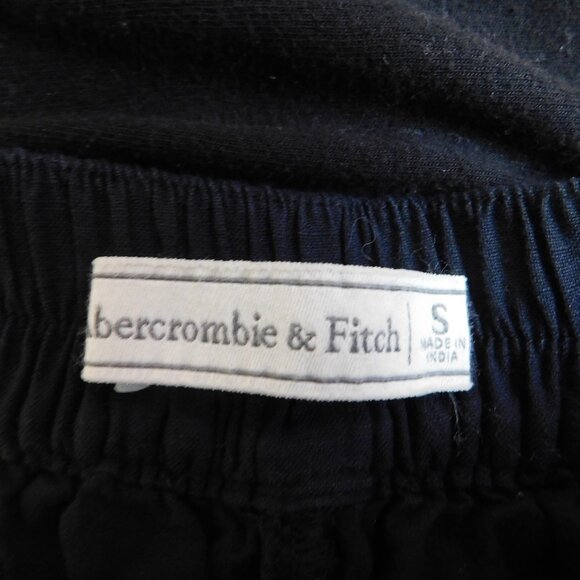 Abercrombie & Fitch
S
MADE IN
INDIA